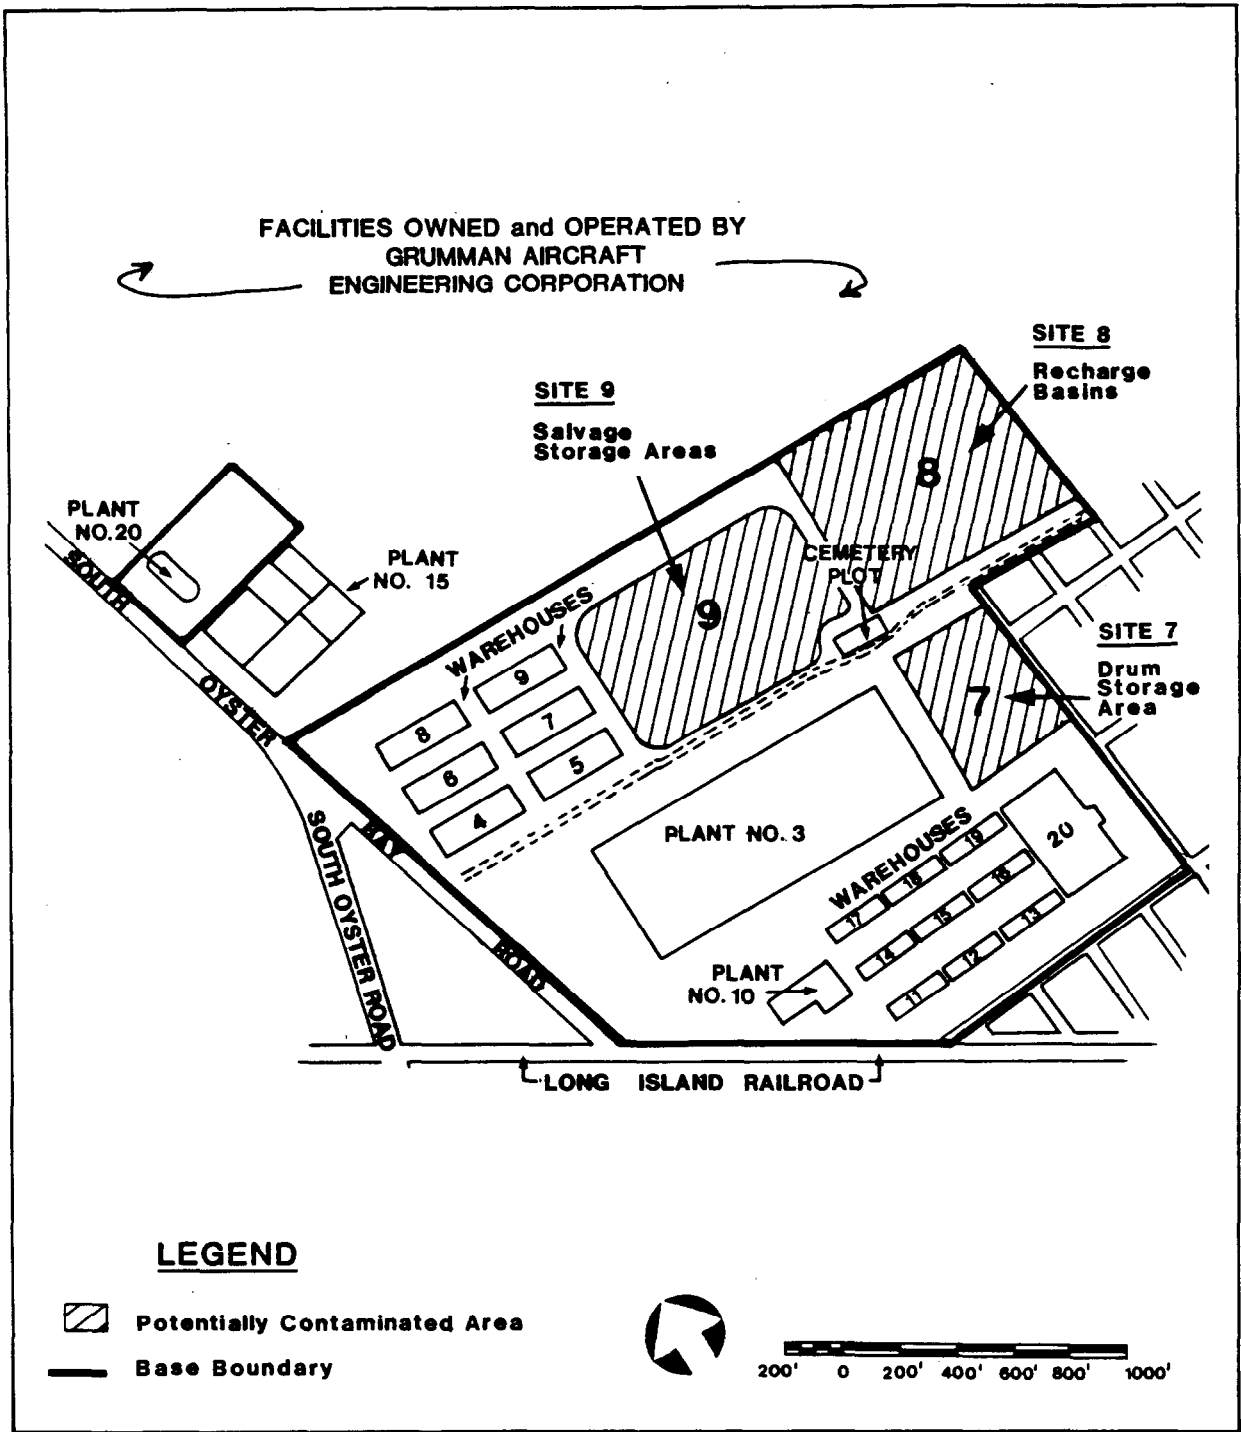 FACILITIES OWNED and OPERATED BY
GRUMMAN AIRCRAFT
ENGINEERING CORPORATION
SITE 8
Recharge
Basins
8
SITE 9
Salvage
Storage Areas
9
PLANT
NO.20
PLANT
NO. 15
CEMETERY
PLOT
SITE 7
Drum
Storage
Area
7
WAREHOUSES
9
8
7
6
5
4
PLANT NO. 3
WAREHOUSES
20
19
18
17
16
15
14
13
12
11
PLANT
NO. 10
SOUTH
OYSTER
BAY
ROAD
SOUTH OYSTER ROAD
LONG ISLAND RAILROAD
LEGEND
Potentially Contaminated Area
Base Boundary
200' 0 200' 400' 600' 800' 1000'